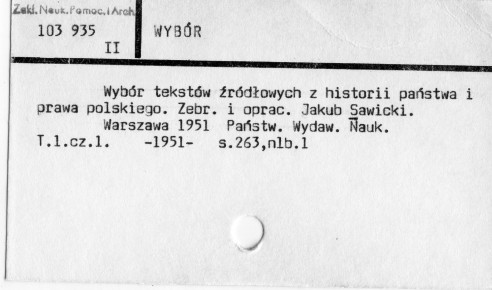 Zakł. Nauk. Pomoc. i Arch.
103 935
II
WYBÓR
Wybór tekstów źródłowych z historii państwa i
prawa polskiego. Zebr. i oprac. Jakub Sawicki.
Warszawa 1951 Państw. Wydaw. Nauk.
T.1.cz.1. -1951- s.263,nlb.1